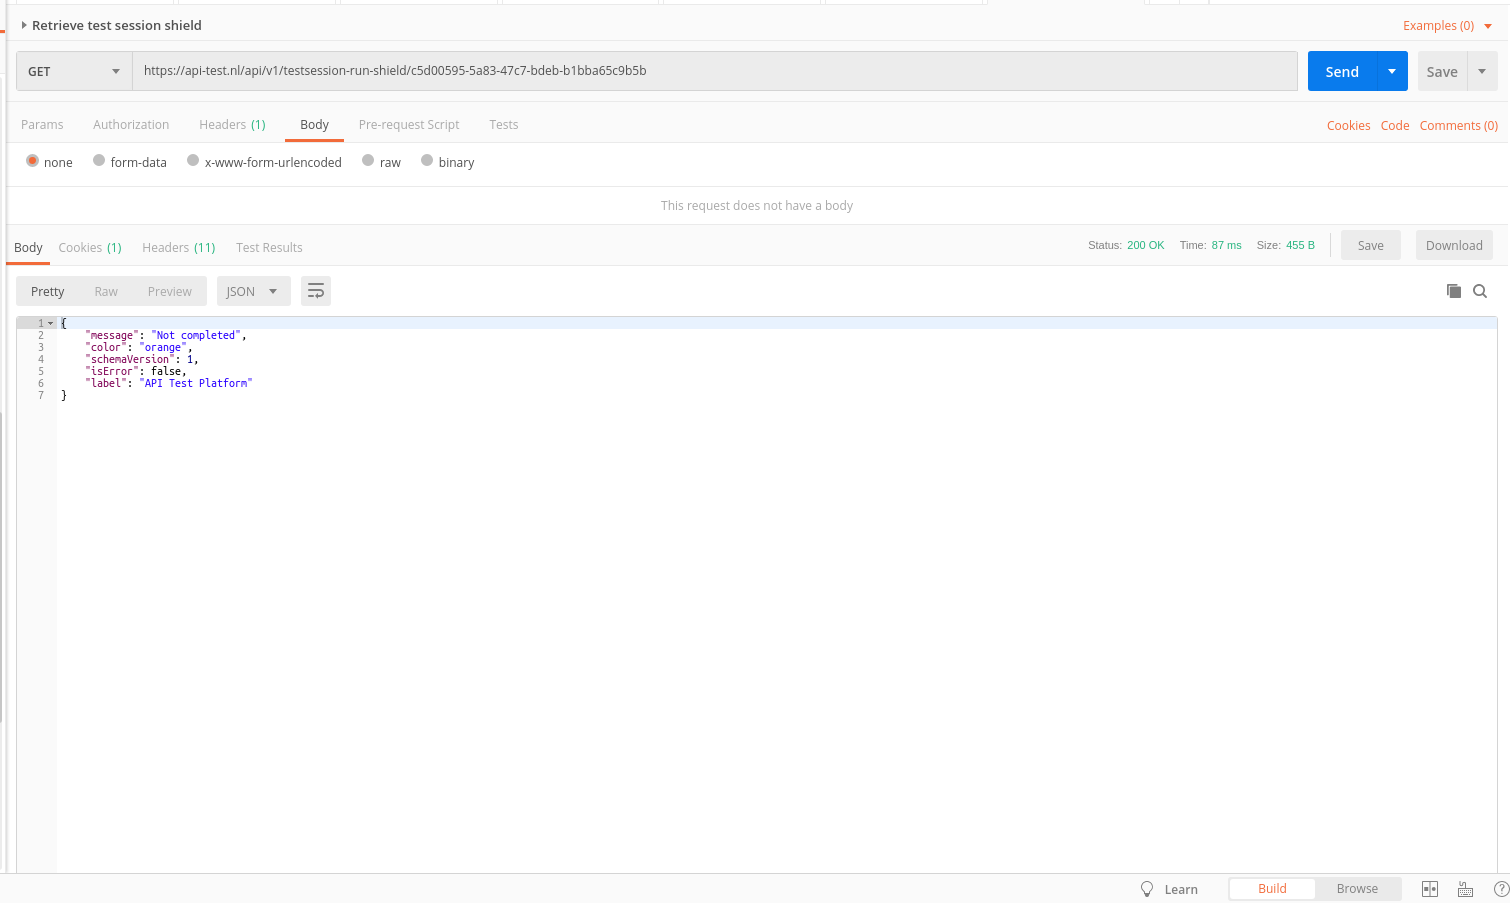 Retrieve test session shield
Examples (0)
GET
https://api-test.nl/api/v1/testsession-run-shield/c5d00595-5a83-47c7-bdeb-b1bba65c9b5b
Send
Save
Params Authorization Headers (1) Body Pre-request Script Tests
Cookies Code Comments (0)
none form-data x-www-form-urlencoded raw binary
This request does not have a body
Body Cookies (1) Headers (11) Test Results
Status: 200 OK Time: 87 ms Size: 455 B
Save Download
Pretty Raw Preview JSON
1 {
2 "message": "Not completed",
3 "color": "orange",
4 "schemaVersion": 1,
5 "isError": false,
6 "label": "API Test Platform"
7 }
Learn Build Browse